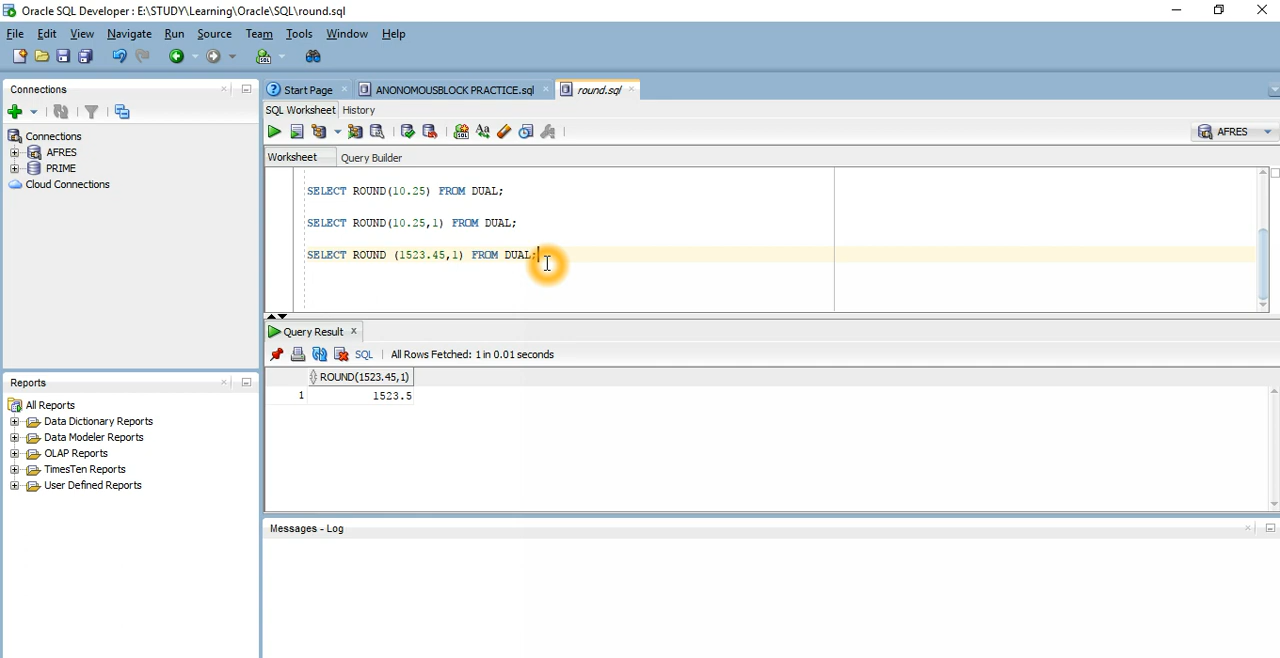 Oracle SQL Developer : E:\STUDY\Learning\Oracle\SQL\round.sql
File Edit View Navigate Run Source Team Tools Window Help
Connections
Start Page
ANONOMOUSBLOCK PRACTICE.sql
round.sql
SQL Worksheet History
AFRES
Connections
AFRES
PRIME
Cloud Connections
Worksheet Query Builder
SELECT ROUND(10.25) FROM DUAL;
SELECT ROUND(10.25,1) FROM DUAL;
SELECT ROUND (1523.45,1) FROM DUAL;
Query Result
SQL All Rows Fetched: 1 in 0.01 seconds
ROUND(1523.45,1)
1 1523.5
Reports
All Reports
Data Dictionary Reports
Data Modeler Reports
OLAP Reports
TimesTen Reports
User Defined Reports
Messages - Log